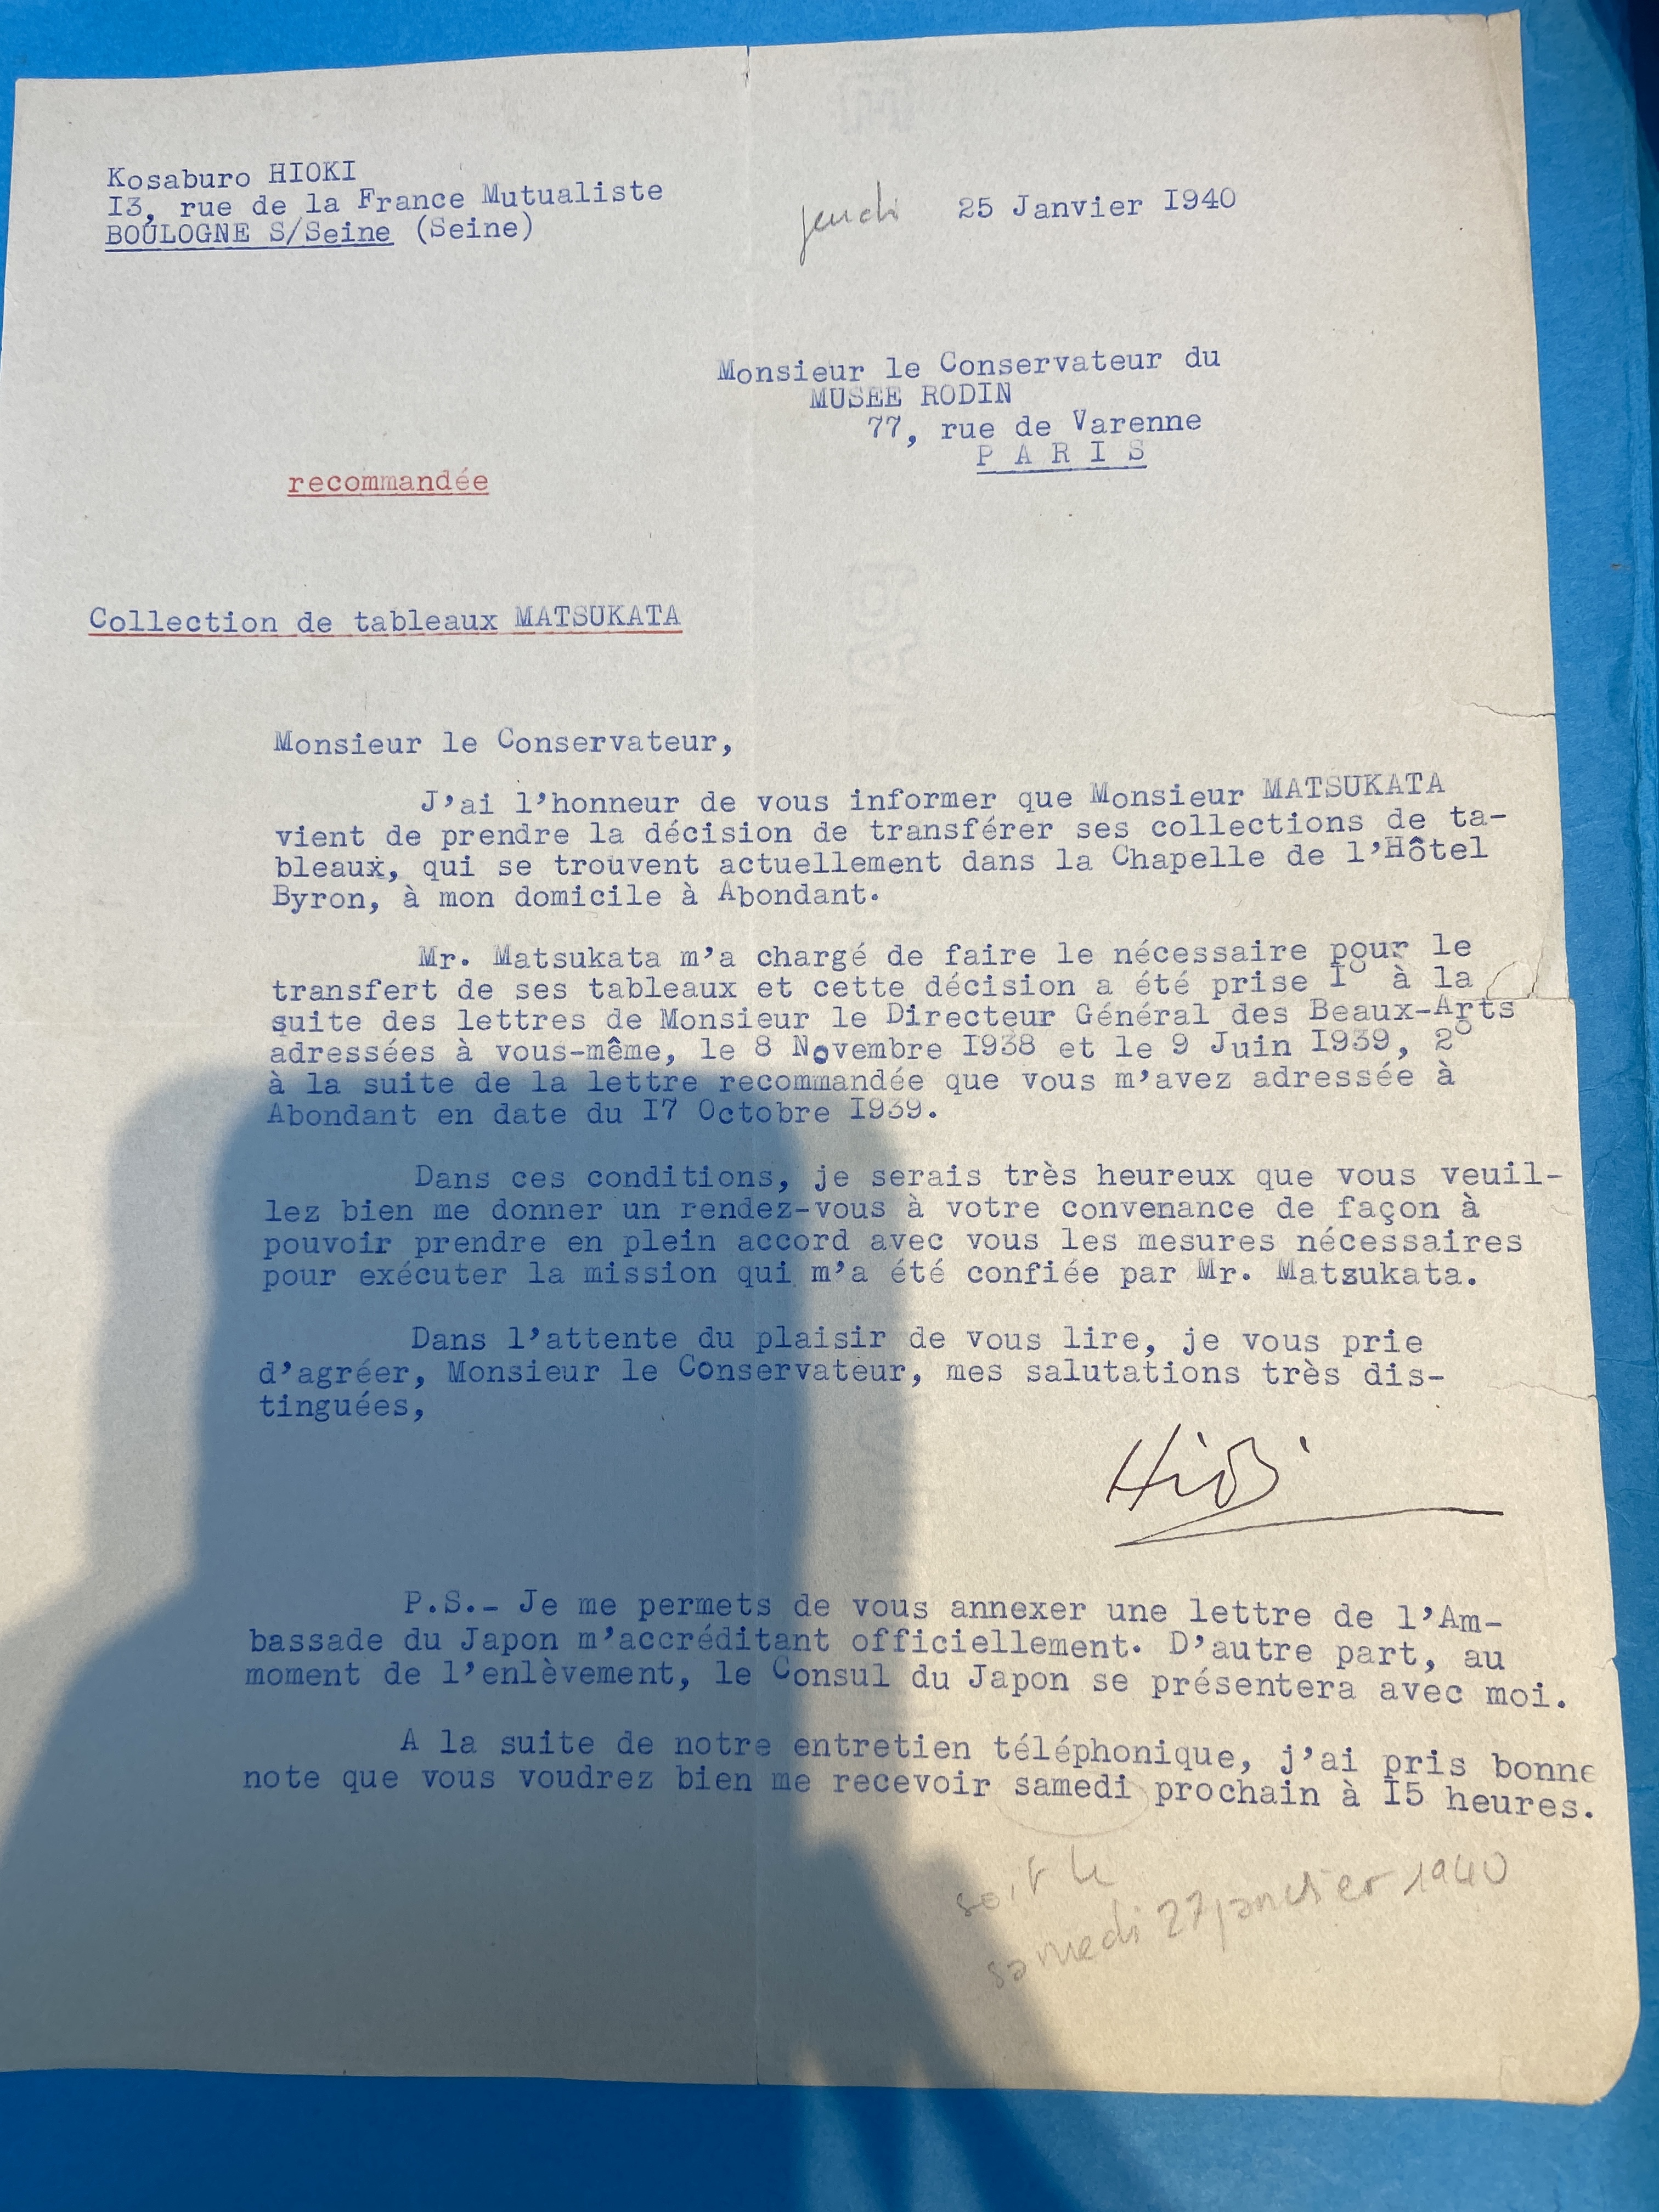 Kosaburo HIOKI
I3, rue de la France Mutualiste
BOULOGNE S/Seine (Seine)
jeudi 25 Janvier I940
Monsieur le Conservateur du
MUSEE RODIN
77, rue de Varenne
P A R I S
recommandée
Collection de tableaux MATSUKATA
Monsieur le Conservateur,
J'ai l'honneur de vous informer que Monsieur MATSUKATA
vient de prendre la décision de transférer ses collections de ta-
bleaux, qui se trouvent actuellement dans la Chapelle de l'Hôtel
Byron, à mon domicile à Abondant.
Mr. Matsukata m'a chargé de faire le nécessaire pour le
transfert de ses tableaux et cette décision a été prise I° à la
suite des lettres de Monsieur le Directeur Général des Beaux-Arts
adressées à vous-même, le 8 Novembre I938 et le 9 Juin I939, 2°
à la suite de la lettre recommandée que vous m'avez adressée à
Abondant en date du I7 Octobre I939.
Dans ces conditions, je serais très heureux que vous veuil-
lez bien me donner un rendez-vous à votre convenance de façon à
pouvoir prendre en plein accord avec vous les mesures nécessaires
pour exécuter la mission qui m'a été confiée par Mr. Matsukata.
Dans l'attente du plaisir de vous lire, je vous prie
d'agréer, Monsieur le Conservateur, mes salutations très dis-
tinguées,
Hioki
P.S.- Je me permets de vous annexer une lettre de l'Am-
bassade du Japon m'accréditant officiellement. D'autre part, au
moment de l'enlèvement, le Consul du Japon se présentera avec moi.
A la suite de notre entretien téléphonique, j'ai pris bonne
note que vous voudrez bien me recevoir samedi prochain à I5 heures.
soit le
samedi 27 janvier 1940